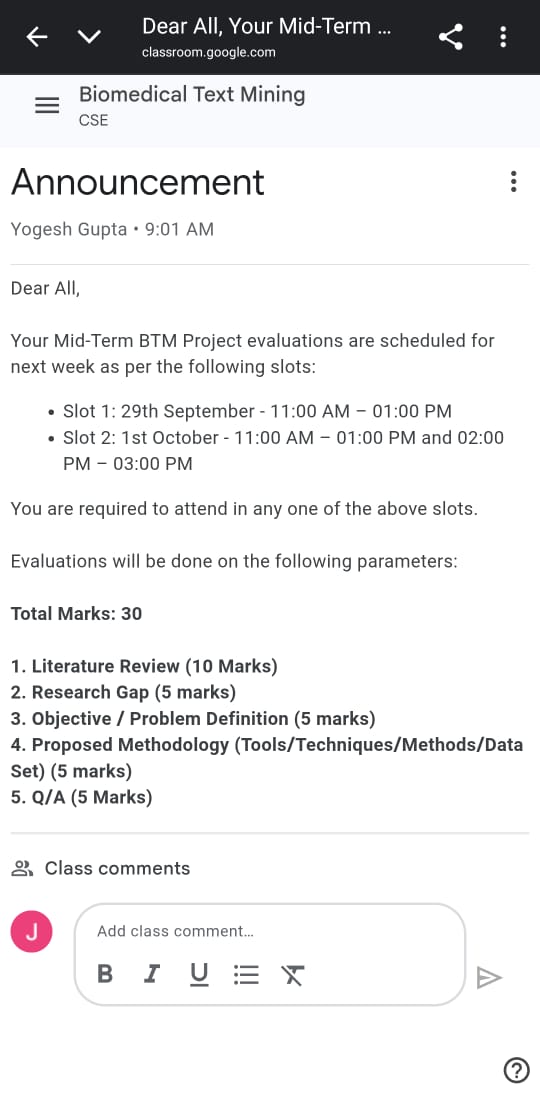 Dear All, Your Mid-Term ...
classroom.google.com
Biomedical Text Mining
CSE
Announcement
Yogesh Gupta • 9:01 AM
Dear All,
Your Mid-Term BTM Project evaluations are scheduled for
next week as per the following slots:
• Slot 1: 29th September - 11:00 AM – 01:00 PM
• Slot 2: 1st October - 11:00 AM – 01:00 PM and 02:00
PM – 03:00 PM
You are required to attend in any one of the above slots.
Evaluations will be done on the following parameters:
Total Marks: 30
1. Literature Review (10 Marks)
2. Research Gap (5 marks)
3. Objective / Problem Definition (5 marks)
4. Proposed Methodology (Tools/Techniques/Methods/Data
Set) (5 marks)
5. Q/A (5 Marks)
Class comments
J
Add class comment...
B I U